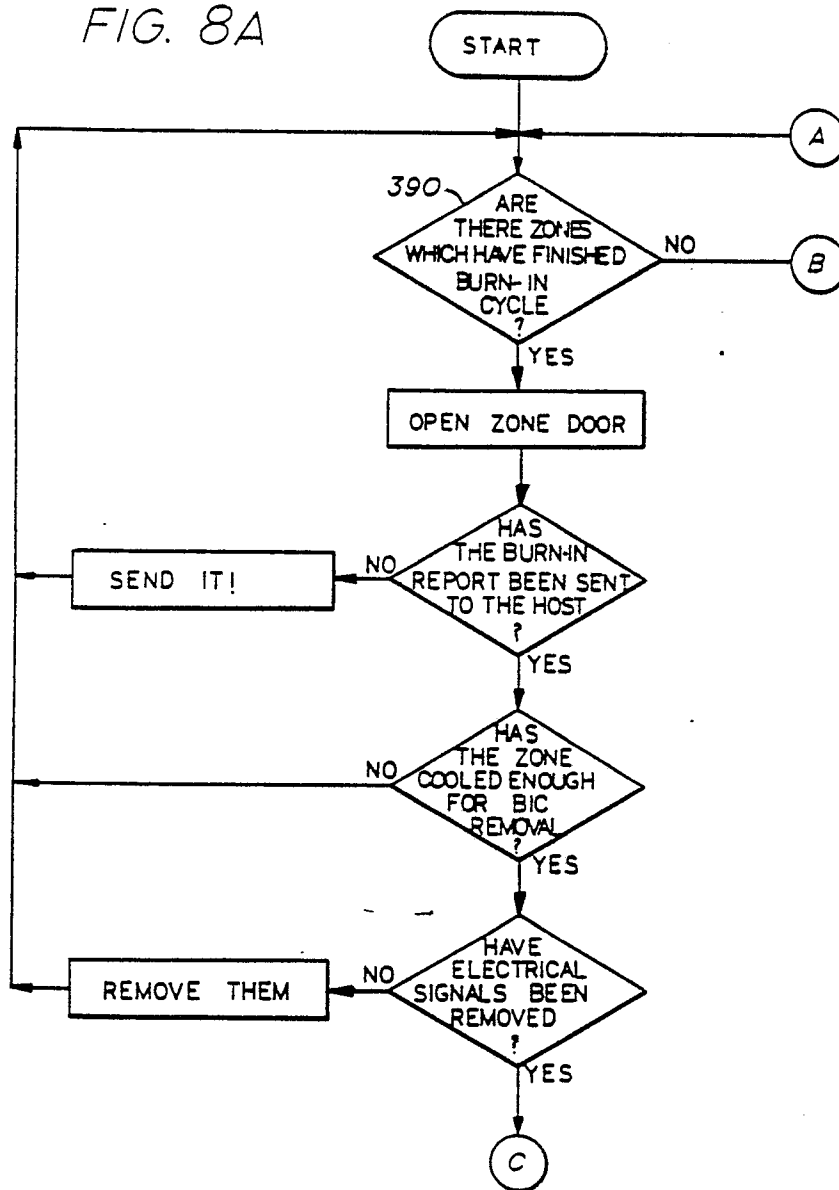 FIG. 8A
START
A
390
ARE
THERE ZONES
WHICH HAVE FINISHED
BURN-IN
CYCLE
?
NO
B
YES
OPEN ZONE DOOR
HAS
THE BURN-IN
REPORT BEEN SENT
TO THE HOST
?
NO
SEND IT!
YES
HAS
THE ZONE
COOLED ENOUGH
FOR BIC
REMOVAL
?
NO
YES
HAVE
ELECTRICAL
SIGNALS BEEN
REMOVED
?
NO
REMOVE THEM
YES
C